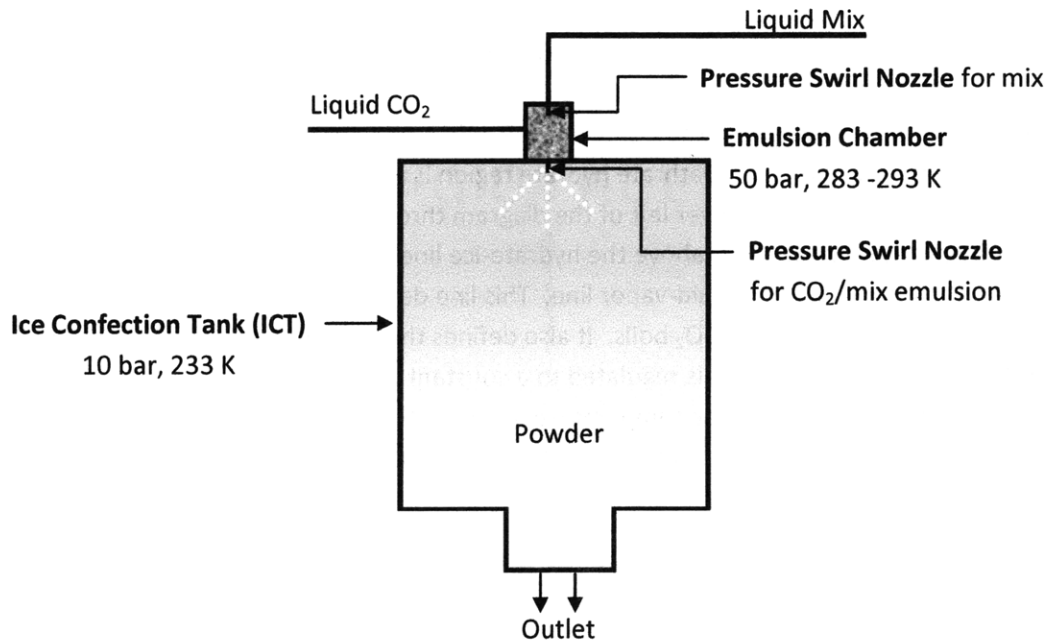 Liquid Mix
Pressure Swirl Nozzle for mix
Liquid CO₂
Emulsion Chamber
50 bar, 283 -293 K
Pressure Swirl Nozzle
for CO₂/mix emulsion
Ice Confection Tank (ICT)
10 bar, 233 K
Powder
Outlet